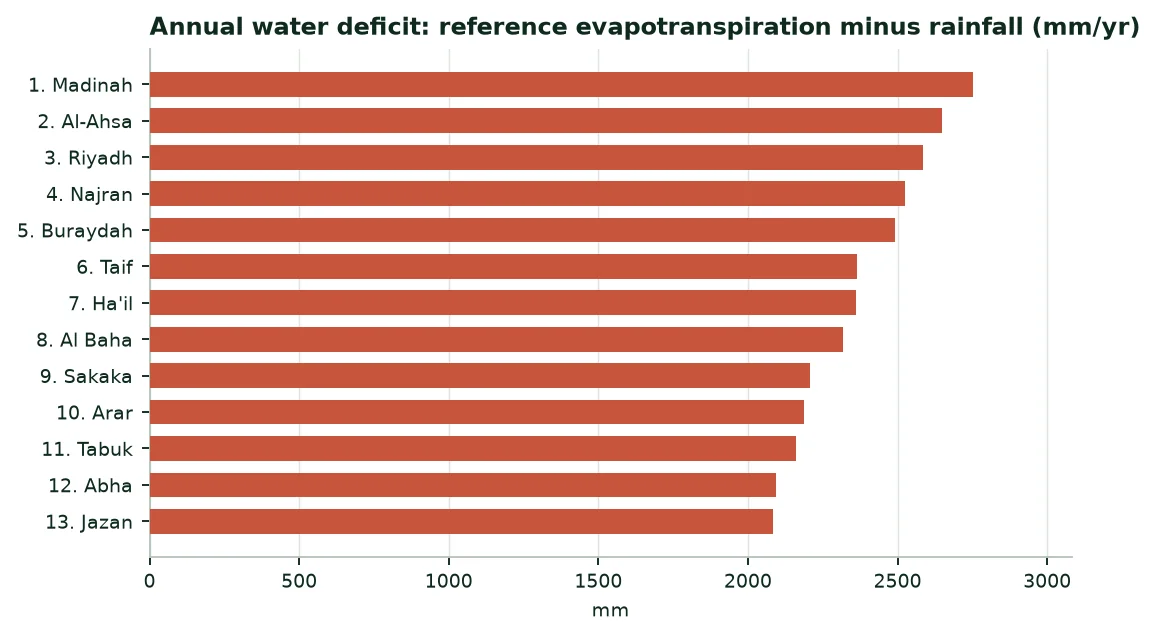 Annual water deficit: reference evapotranspiration minus rainfall (mm/yr)
1. Madinah
2. Al-Ahsa
3. Riyadh
4. Najran
5. Buraydah
6. Taif
7. Ha'il
8. Al Baha
9. Sakaka
10. Arar
11. Tabuk
12. Abha
13. Jazan
0 500 1000 1500 2000 2500 3000
mm